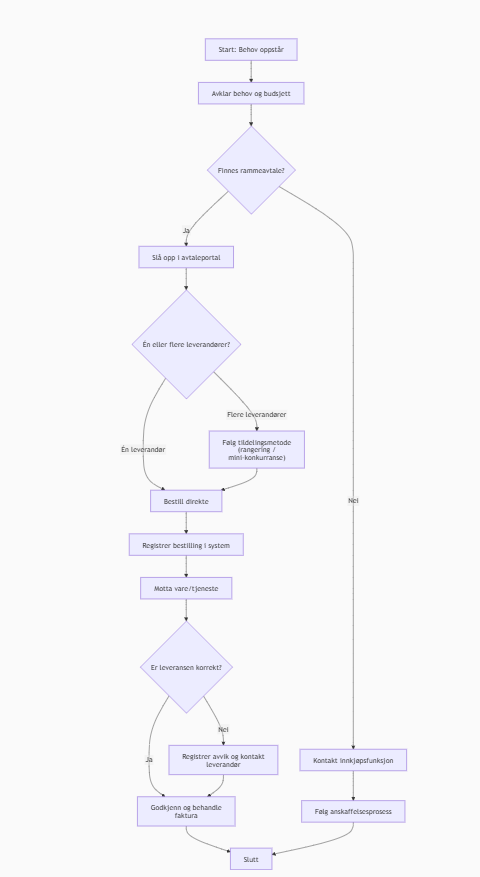 Start: Behov oppstår
Avklar behov og budsjett
Finnes rammeavtale?
Ja
Slå opp i avtaleportal
Én eller flere leverandører?
Flere leverandører
Én leverandør
Følg tildelingsmetode
(rangering /
mini-konkurranse)
Bestill direkte
Nei
Registrer bestilling i system
Motta vare/tjeneste
Er leveransen korrekt?
Nei
Ja
Registrer avvik og kontakt
leverandør
Kontakt innkjøpsfunksjon
Godkjenn og behandle
faktura
Følg anskaffelsesprosess
Slutt